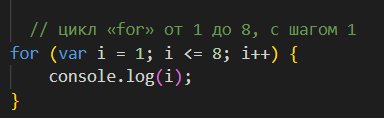 // цикл «for» от 1 до 8, с шагом 1
for (var i = 1; i <= 8; i++) {
    console.log(i);
}